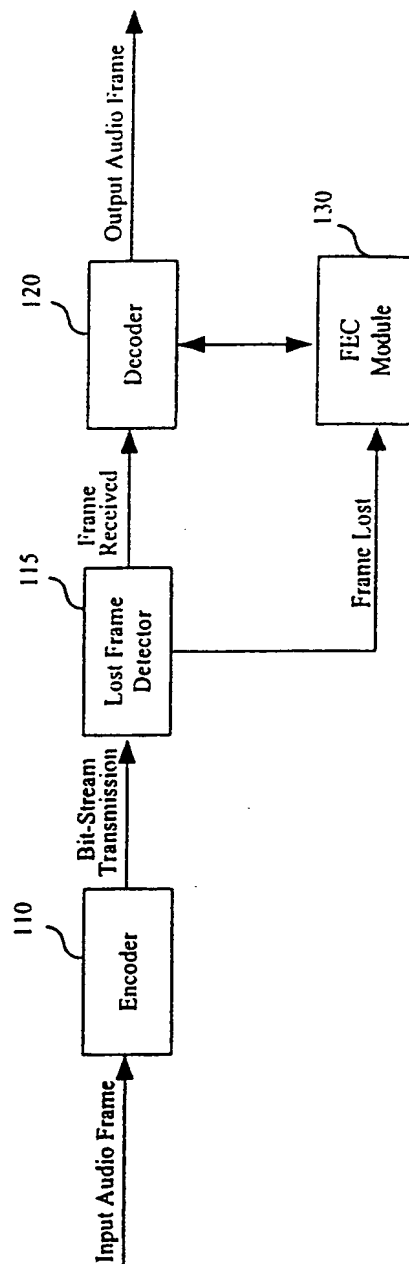 Input Audio Frame
110
Encoder
Bit-Stream
Transmission
115
Lost Frame
Detector
Frame
Received
Frame Lost
120
Decoder
Output Audio Frame
130
FEC
Module